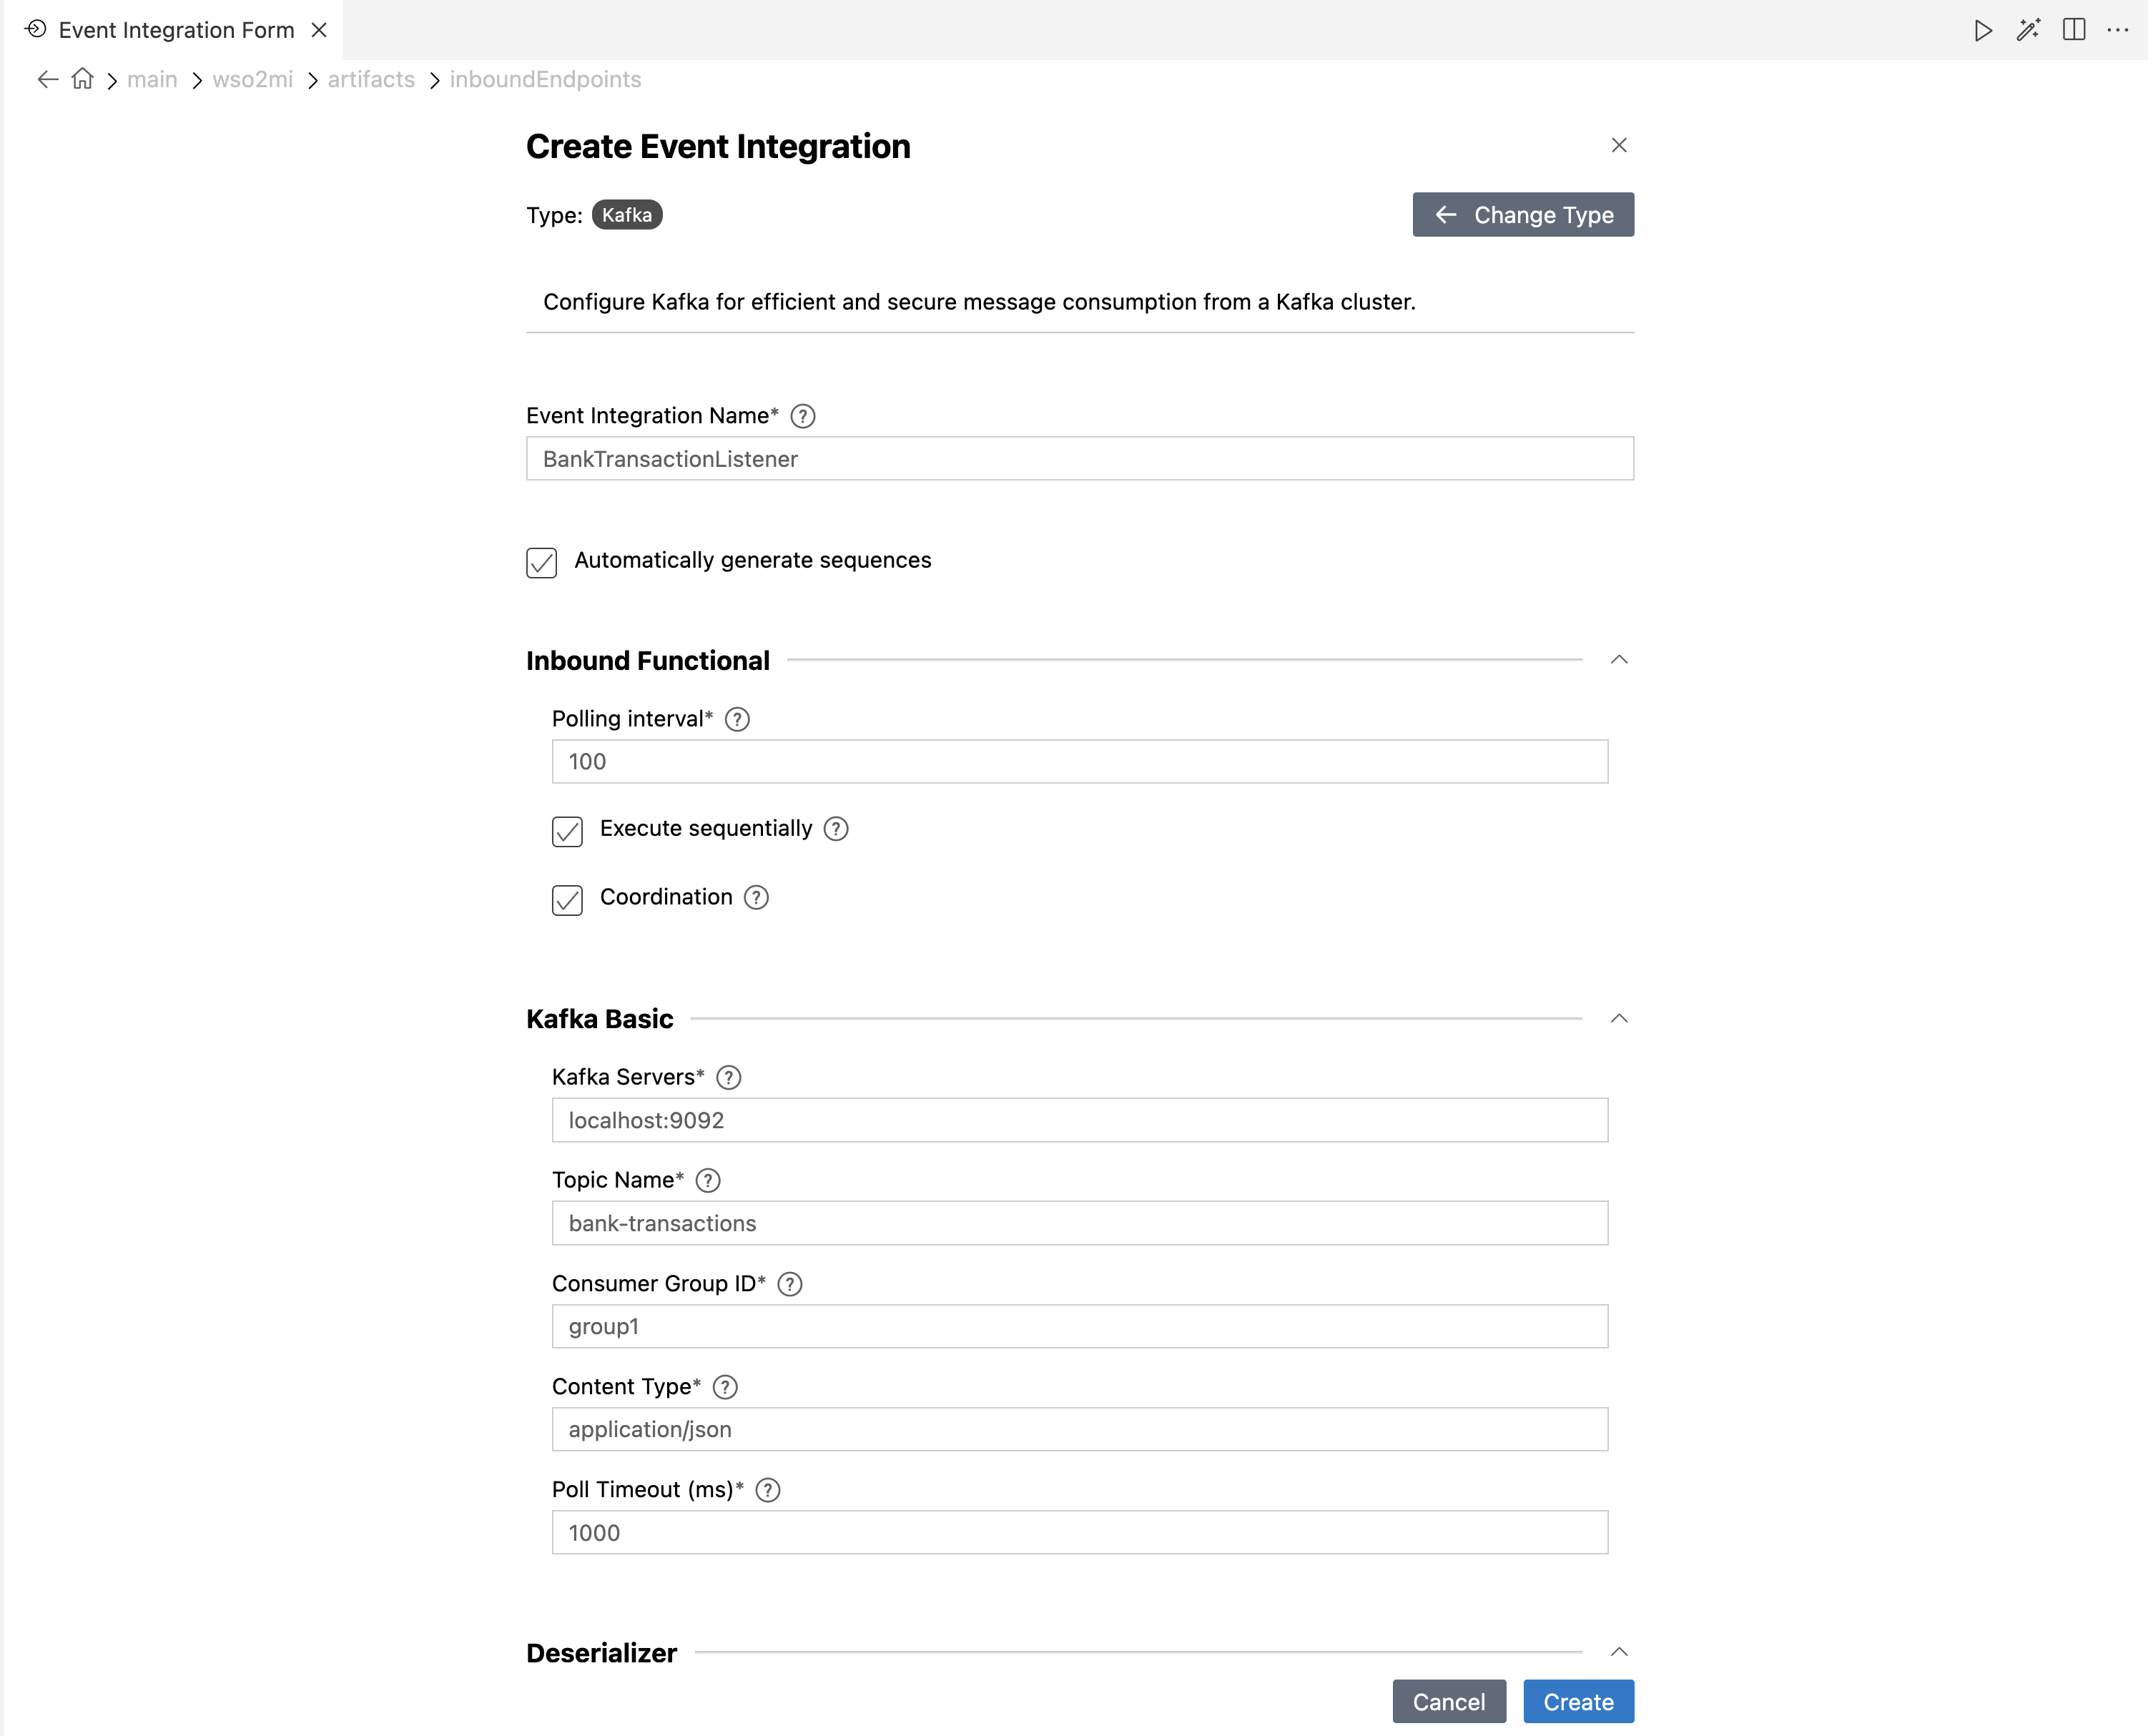 Event Integration Form
main wso2mi artifacts inboundEndpoints
Create Event Integration
Type: Kafka
Change Type
Configure Kafka for efficient and secure message consumption from a Kafka cluster.
Event Integration Name*
BankTransactionListener
Automatically generate sequences
Inbound Functional
Polling interval*
100
Execute sequentially
Coordination
Kafka Basic
Kafka Servers*
localhost:9092
Topic Name*
bank-transactions
Consumer Group ID*
group1
Content Type*
application/json
Poll Timeout (ms)*
1000
Deserializer
Cancel
Create